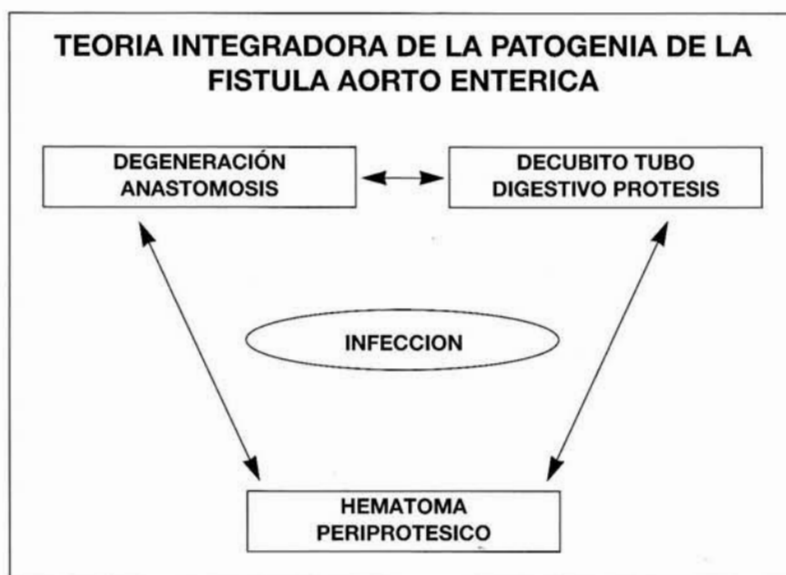 TEORIA INTEGRADORA DE LA PATOGENIA DE LA
FISTULA AORTO ENTERICA
DEGENERACIÓN
ANASTOMOSIS
DECUBITO TUBO
DIGESTIVO PROTESIS
INFECCION
HEMATOMA
PERIPROTESICO